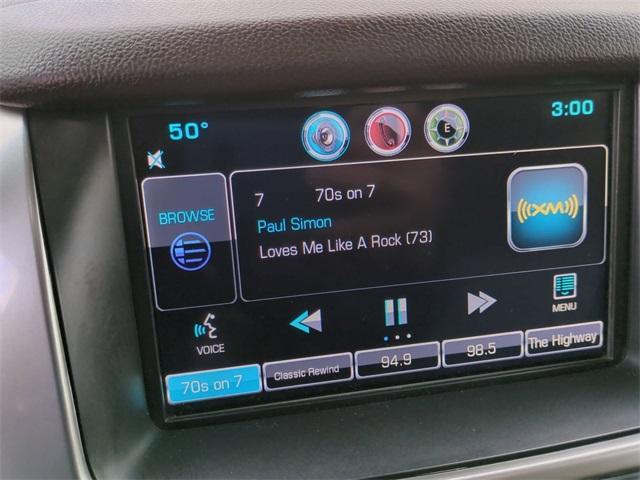 50° E 3:00
BROWSE
7 70s on 7
Paul Simon
Loves Me Like A Rock (73)
((XM))
VOICE
MENU
70s on 7 Classic Rewind 94.9 98.5 The Highway